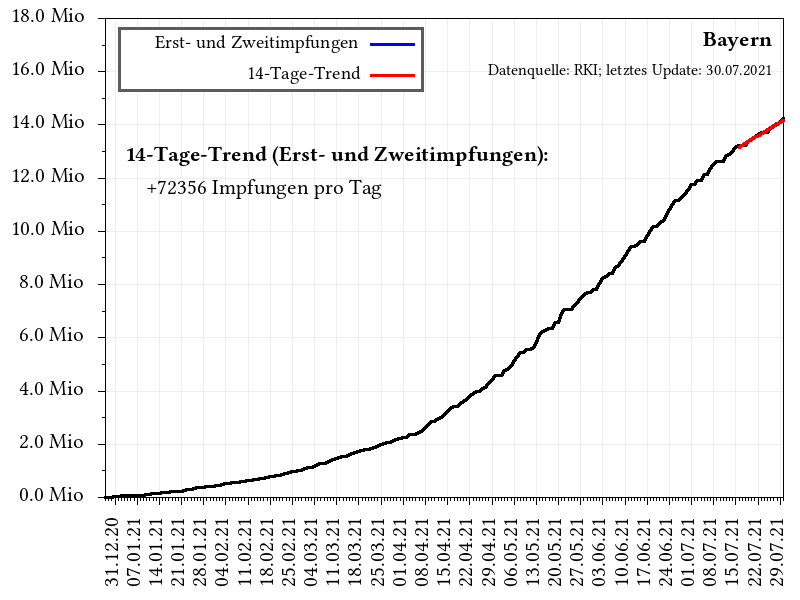 18.0 Mio
16.0 Mio
14.0 Mio
12.0 Mio
10.0 Mio
8.0 Mio
6.0 Mio
4.0 Mio
2.0 Mio
0.0 Mio
Erst- und Zweitimpfungen
14-Tage-Trend
Bayern
Datenquelle: RKI; letztes Update: 30.07.2021
14-Tage-Trend (Erst- und Zweitimpfungen):
+72356 Impfungen pro Tag
31.12.20
07.01.21
14.01.21
21.01.21
28.01.21
04.02.21
11.02.21
18.02.21
25.02.21
04.03.21
11.03.21
18.03.21
25.03.21
01.04.21
08.04.21
15.04.21
22.04.21
29.04.21
06.05.21
13.05.21
20.05.21
27.05.21
03.06.21
10.06.21
17.06.21
24.06.21
01.07.21
08.07.21
15.07.21
22.07.21
29.07.21